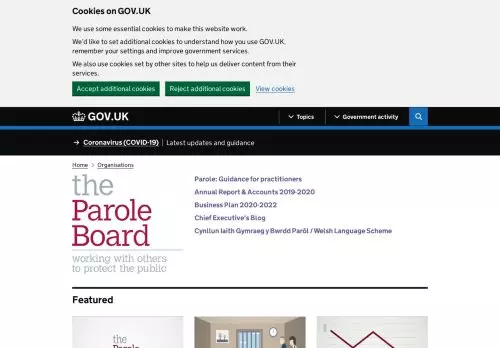 Cookies on GOV.UK
We use some essential cookies to make this website work.
We'd like to set additional cookies to understand how you use GOV.UK,
remember your settings and improve government services.
We also use cookies set by other sites to help us deliver content from their
services.
Accept additional cookies Reject additional cookies View cookies
GOV.UK Topics Government activity
→ Coronavirus (COVID-19) Latest updates and guidance
Home > Organisations
the
Parole
Board
working with others
to protect the public
Parole: Guidance for practitioners
Annual Report & Accounts 2019-2020
Business Plan 2020-2022
Chief Executive's Blog
Cynllun Iaith Gymraeg y Bwrdd Parôl / Welsh Language Scheme
Featured
the
Parole